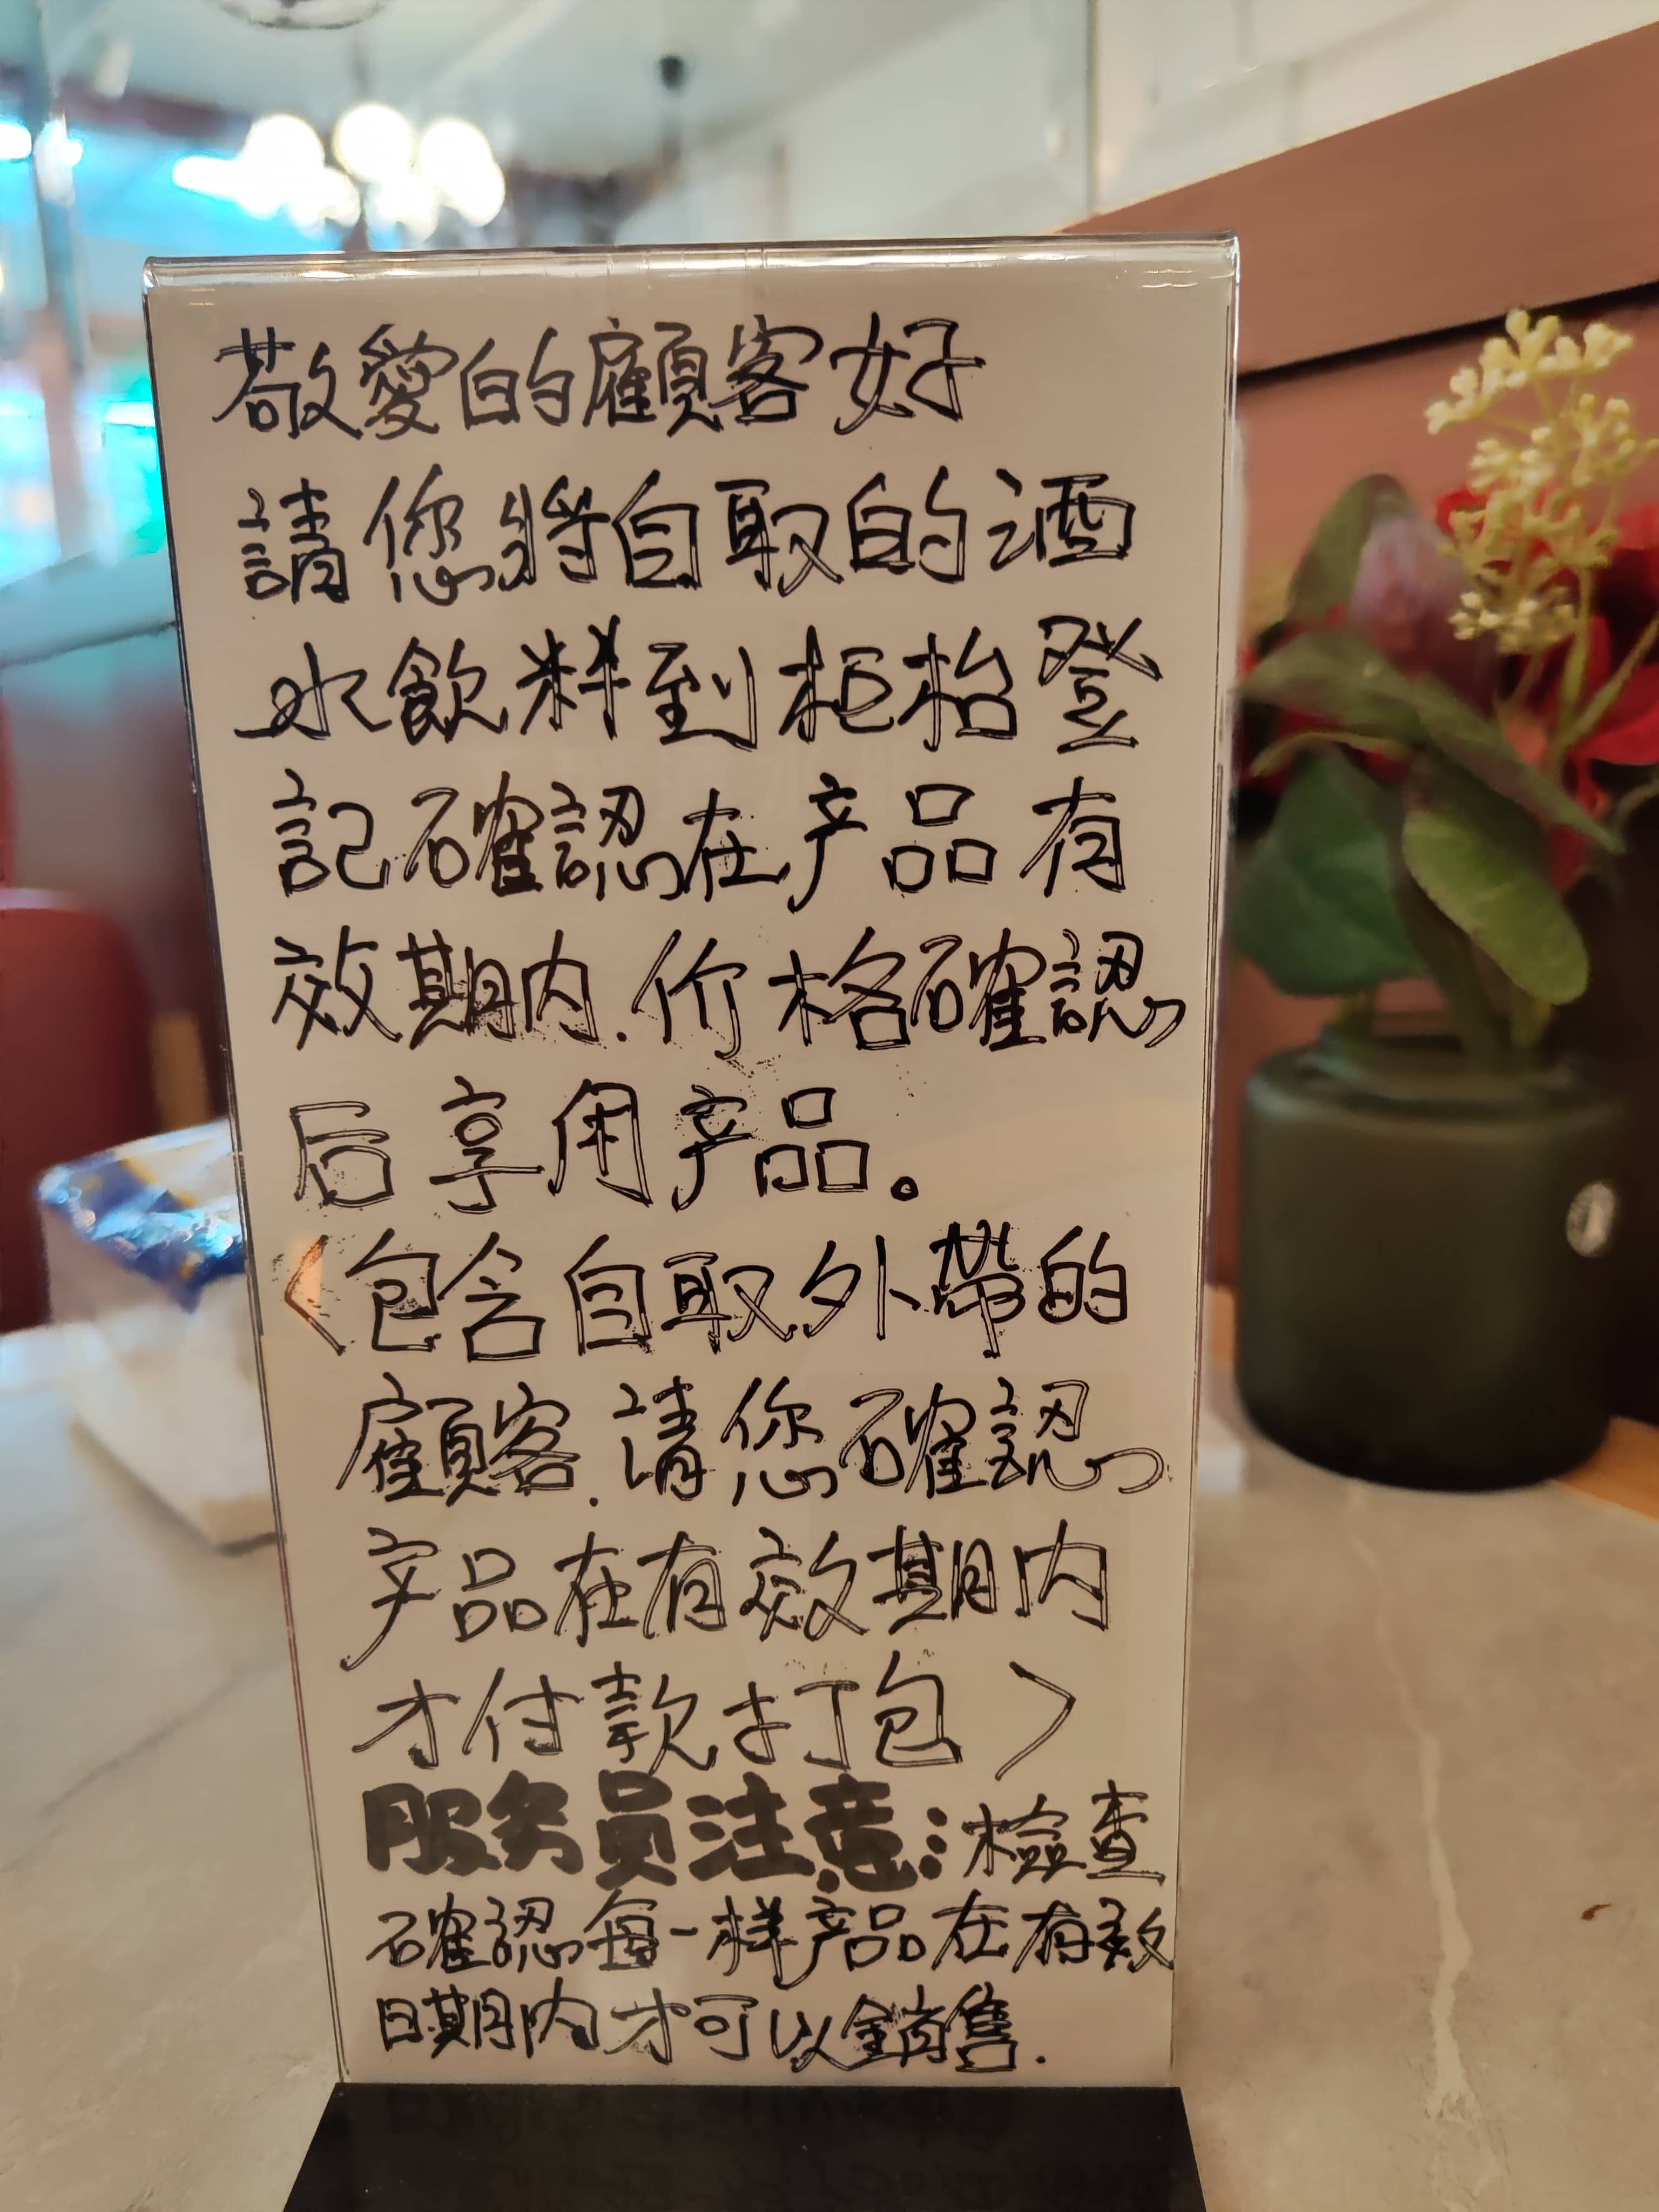 敬愛的顧客好
請您將自取的酒
水飲料到柜枱登
記確認在产品有
效期内.价格確認
后享用产品。
<包含自取外帶的
顧客.請您確認
产品在有效期内
才付款打包>
服务员注意:檢查
確認每一样产品在有效
日期内才可以銷售.